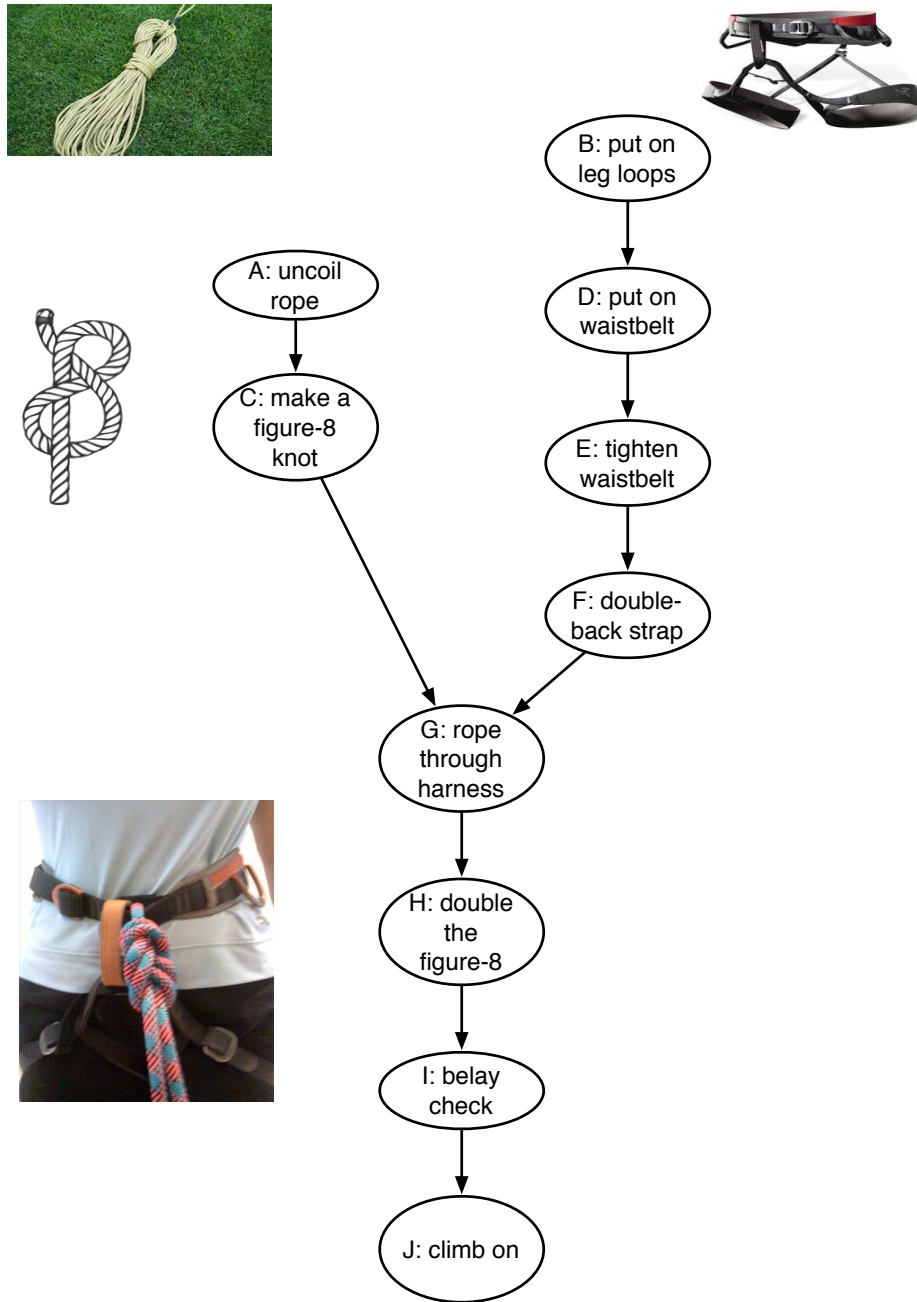 B: put on
leg loops
A: uncoil
rope
D: put on
waistbelt
C: make a
figure-8
knot
E: tighten
waistbelt
F: double-
back strap
G: rope
through
harness
H: double
the
figure-8
I: belay
check
J: climb on